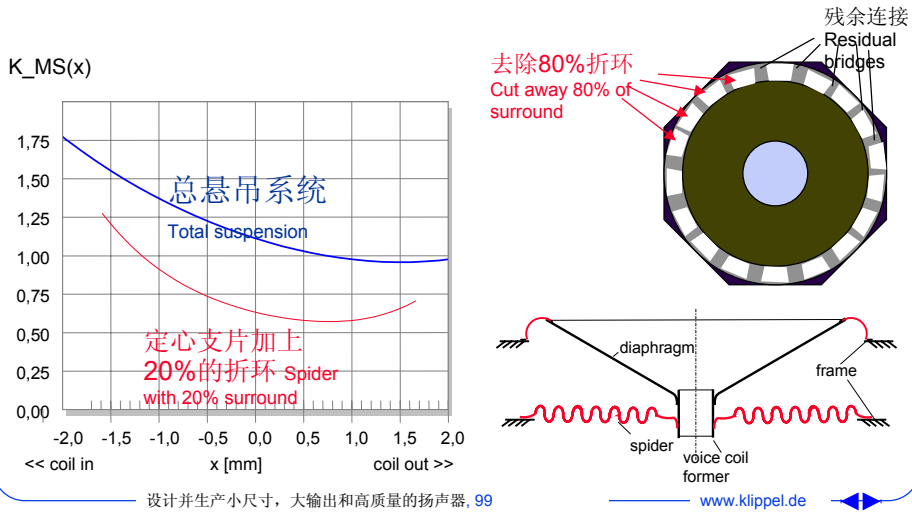 K_MS(x)
1,75
1,50
1,25
1,00
0,75
0,50
0,25
0,00
总悬吊系统
Total suspension
定心支片加上
20%的折环 Spider
with 20% surround
-2,0 -1,5 -1,0 -0,5 0,0 0,5 1,0 1,5 2,0
<< coil in x [mm] coil out >>
去除80%折环
Cut away 80% of
surround
残余连接
Residual
bridges
diaphragm
frame
spider
voice coil
former
设计并生产小尺寸，大输出和高质量的扬声器, 99
www.klippel.de